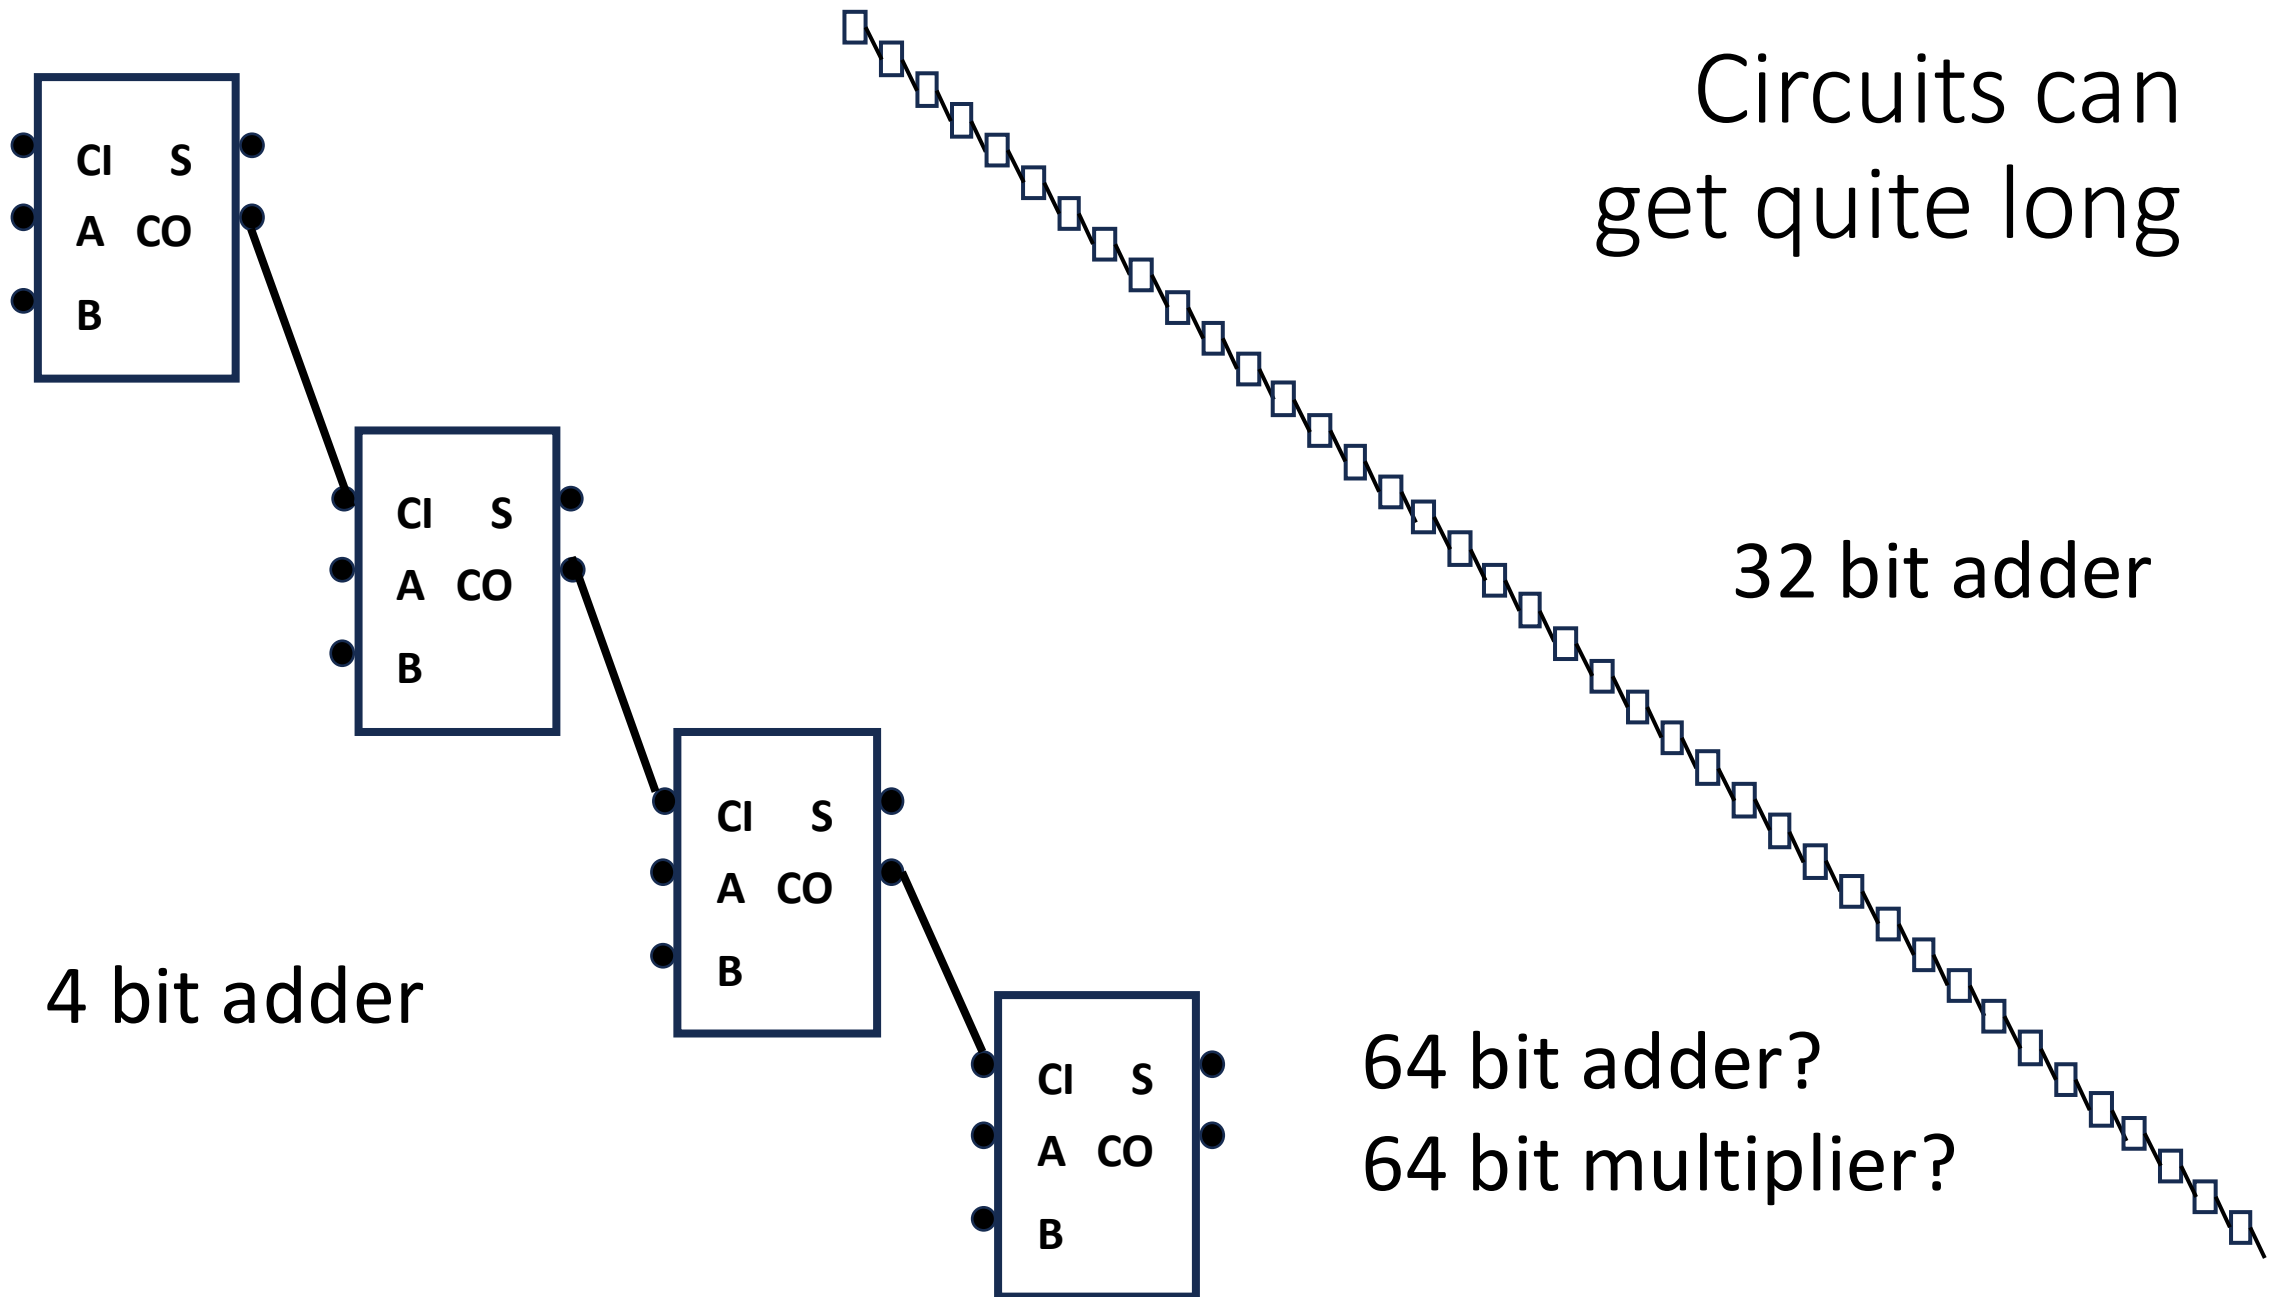 Circuits can
get quite long
CI S
A CO
B
CI S
A CO
B
CI S
A CO
B
CI S
A CO
B
4 bit adder
32 bit adder
64 bit adder?
64 bit multiplier?